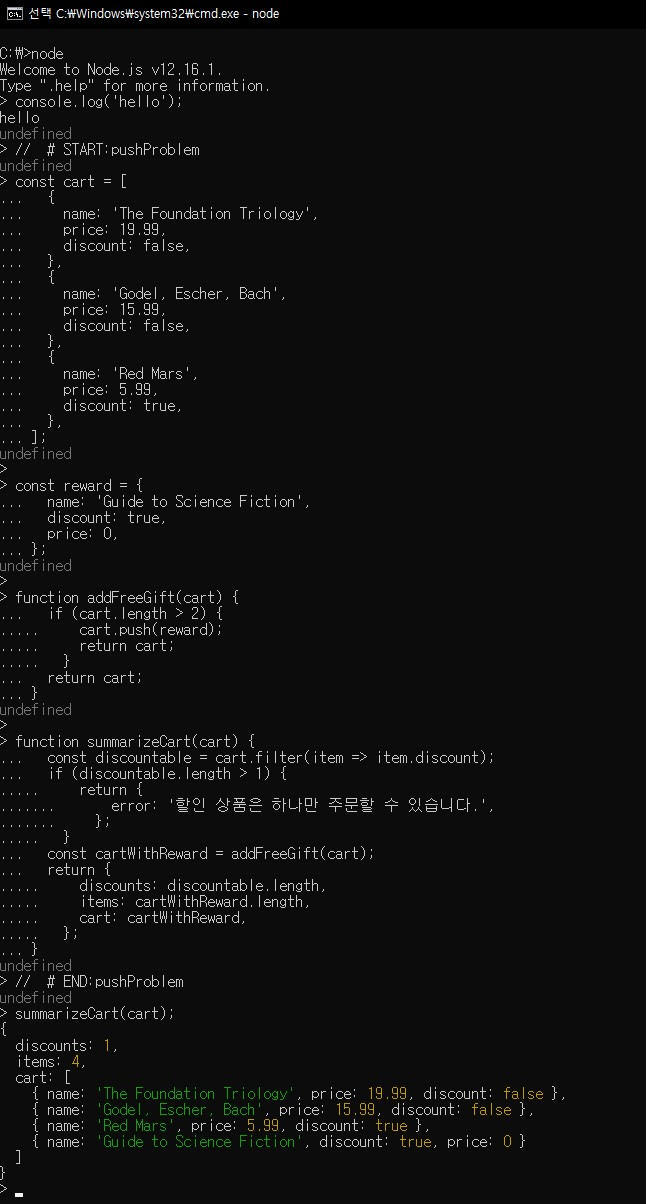 선택 C:\Windows\system32\cmd.exe - node
C:\>node
Welcome to Node.js v12.16.1.
Type ".help" for more information.
> console.log('hello');
hello
undefined
> //  # START:pushProblem
undefined
> const cart = [
...   {
...     name: 'The Foundation Triology',
...     price: 19.99,
...     discount: false,
...   },
...   {
...     name: 'Godel, Escher, Bach',
...     price: 15.99,
...     discount: false,
...   },
...   {
...     name: 'Red Mars',
...     price: 5.99,
...     discount: true,
...   },
... ];
undefined
>
> const reward = {
...   name: 'Guide to Science Fiction',
...   discount: true,
...   price: 0,
... };
undefined
>
> function addFreeGift(cart) {
...   if (cart.length > 2) {
.....     cart.push(reward);
.....     return cart;
.....   }
...   return cart;
... }
undefined
>
> function summarizeCart(cart) {
...   const discountable = cart.filter(item => item.discount);
...   if (discountable.length > 1) {
.....     return {
.......       error: '할인 상품은 하나만 주문할 수 있습니다.',
.......     };
.....   }
...   const cartWithReward = addFreeGift(cart);
...   return {
.....     discounts: discountable.length,
.....     items: cartWithReward.length,
.....     cart: cartWithReward,
.....   };
... }
undefined
> //  # END:pushProblem
undefined
> summarizeCart(cart);
{
  discounts: 1,
  items: 4,
  cart: [
    { name: 'The Foundation Triology', price: 19.99, discount: false },
    { name: 'Godel, Escher, Bach', price: 15.99, discount: false },
    { name: 'Red Mars', price: 5.99, discount: true },
    { name: 'Guide to Science Fiction', discount: true, price: 0 }
  ]
}
>